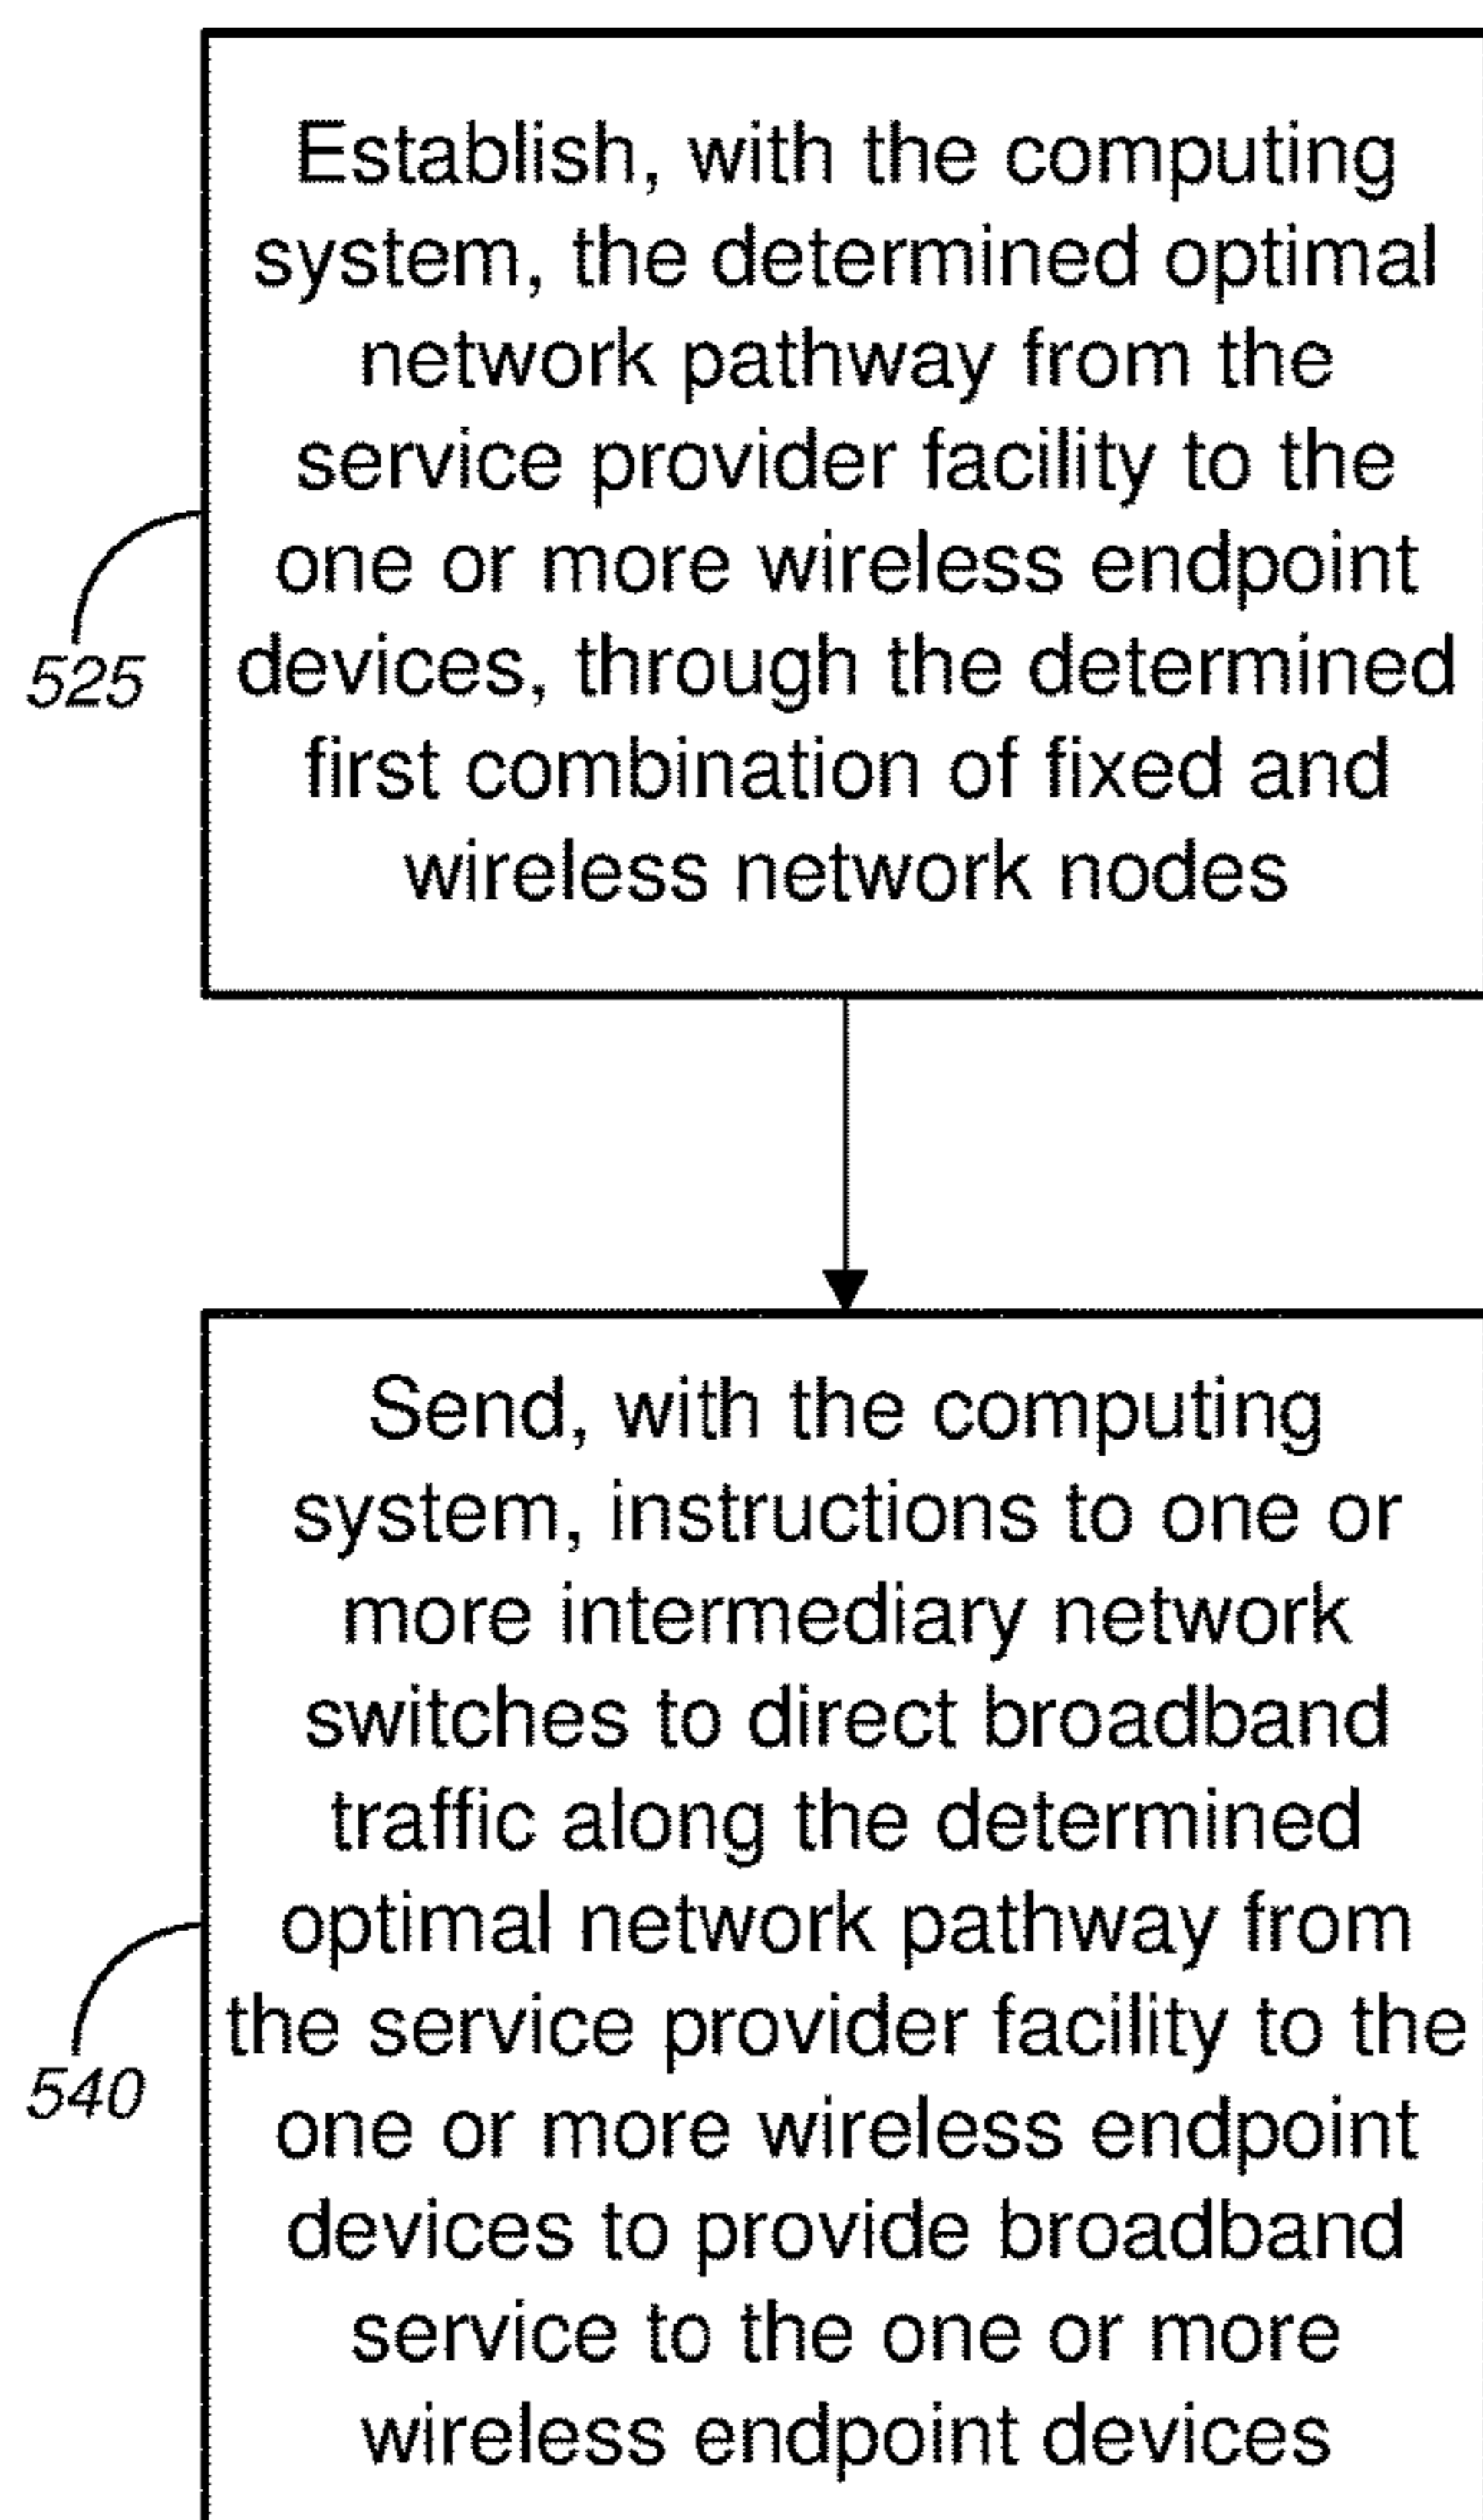 Establish, with the computing
system, the determined optimal
network pathway from the
service provider facility to the
one or more wireless endpoint
devices, through the determined
first combination of fixed and
wireless network nodes
525
Send, with the computing
system, instructions to one or
more intermediary network
switches to direct broadband
traffic along the determined
optimal network pathway from
the service provider facility to the
one or more wireless endpoint
devices to provide broadband
service to the one or more
wireless endpoint devices
540